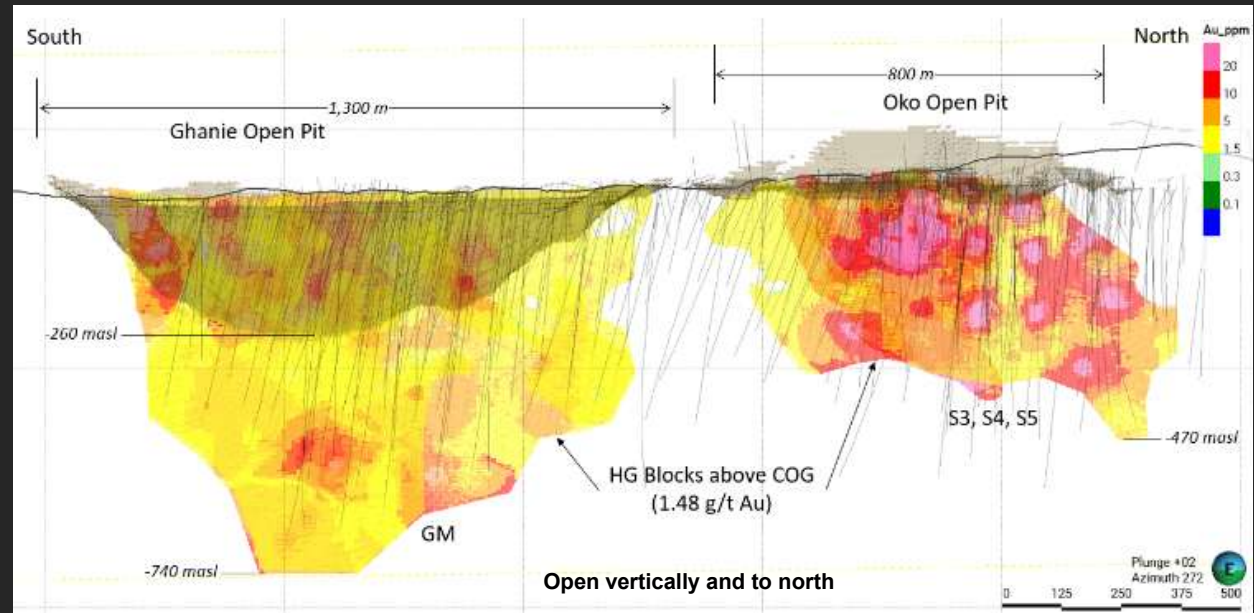 South
North
Au_ppm
20
10
5
1.5
0.3
0.1
800 m
1,300 m
Oko Open Pit
Ghanie Open Pit
-260 masl
S3, S4, S5
-470 masl
HG Blocks above COG
(1.48 g/t Au)
GM
-740 masl
Open vertically and to north
Plunge +02
Azimuth 272
E
0 125 250 375 500